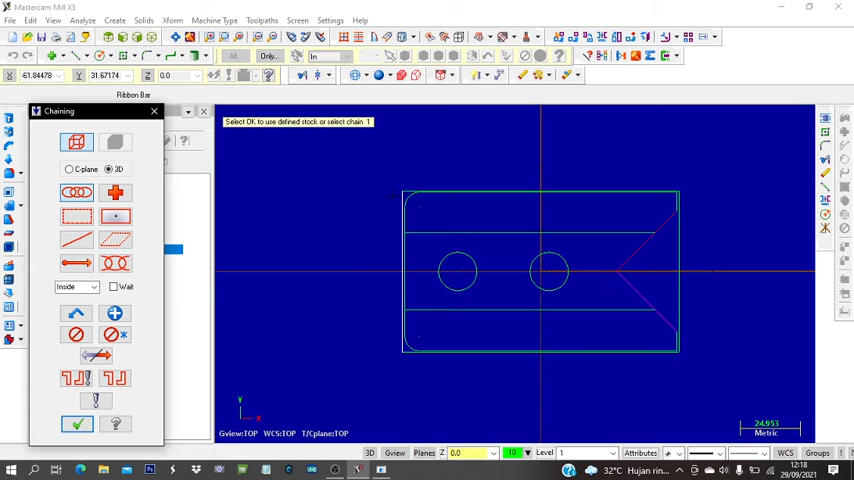 Mastercam Mill X5
File Edit View Analyze Create Solids Xform Machine Type Toolpaths Screen Settings Help
All... Only... In
X -61.84478 Y 31.67174 Z 0.0
Ribbon Bar
Chaining
Select OK to use defined stock or select chain 1
C-plane 3D
Inside Wait
Y
X
24.953
Metric
Gview:TOP WCS:TOP T/Cplane:TOP
3D Gview Planes Z 0.0 10 Level 1 Attributes WCS Groups
32°C Hujan rin...
12:18
29/09/2021